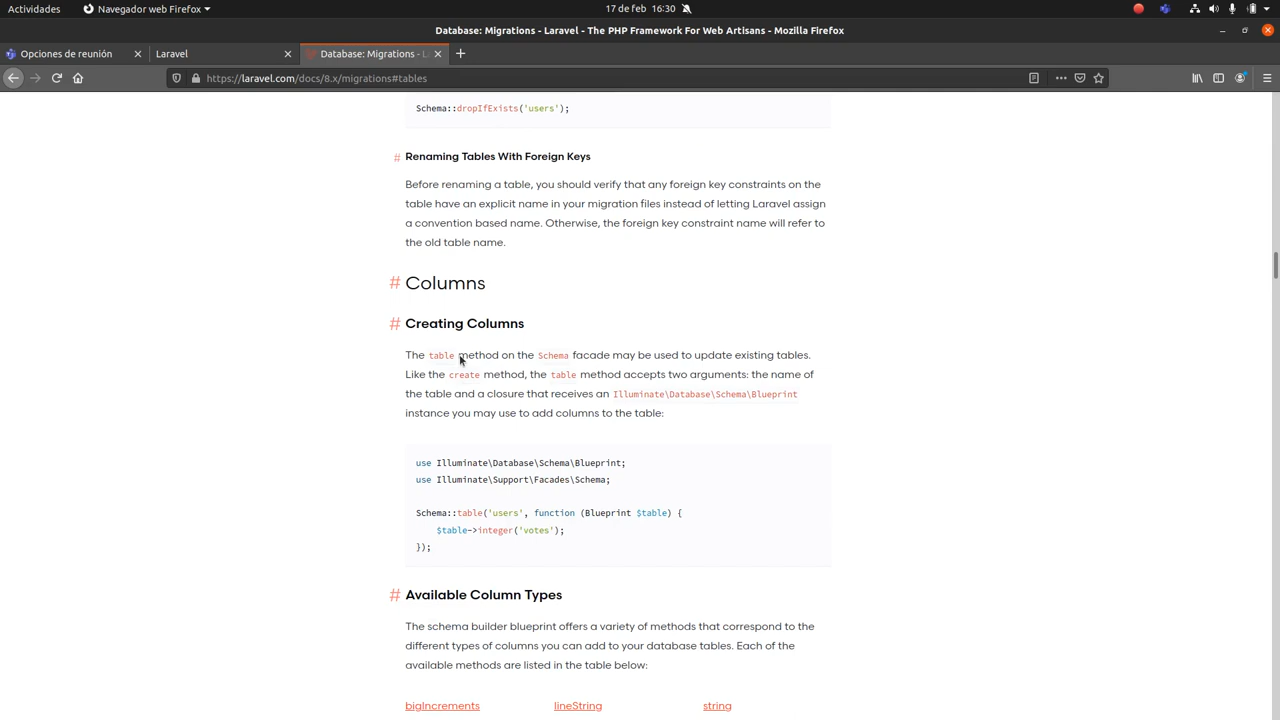 Actividades
Navegador web Firefox
17 de feb 16:30
Database: Migrations - Laravel - The PHP Framework For Web Artisans - Mozilla Firefox
Opciones de reunión
Laravel
Database: Migrations - L
https://laravel.com/docs/8.x/migrations#tables
Schema::dropIfExists('users');
# Renaming Tables With Foreign Keys
Before renaming a table, you should verify that any foreign key constraints on the
table have an explicit name in your migration files instead of letting Laravel assign
a convention based name. Otherwise, the foreign key constraint name will refer to
the old table name.
# Columns
# Creating Columns
The table method on the Schema facade may be used to update existing tables.
Like the create method, the table method accepts two arguments: the name of
the table and a closure that receives an Illuminate\Database\Schema\Blueprint
instance you may use to add columns to the table:
use Illuminate\Database\Schema\Blueprint;
use Illuminate\Support\Facades\Schema;
Schema::table('users', function (Blueprint $table) {
$table->integer('votes');
});
# Available Column Types
The schema builder blueprint offers a variety of methods that correspond to the
different types of columns you can add to your database tables. Each of the
available methods are listed in the table below:
bigIncrements lineString string